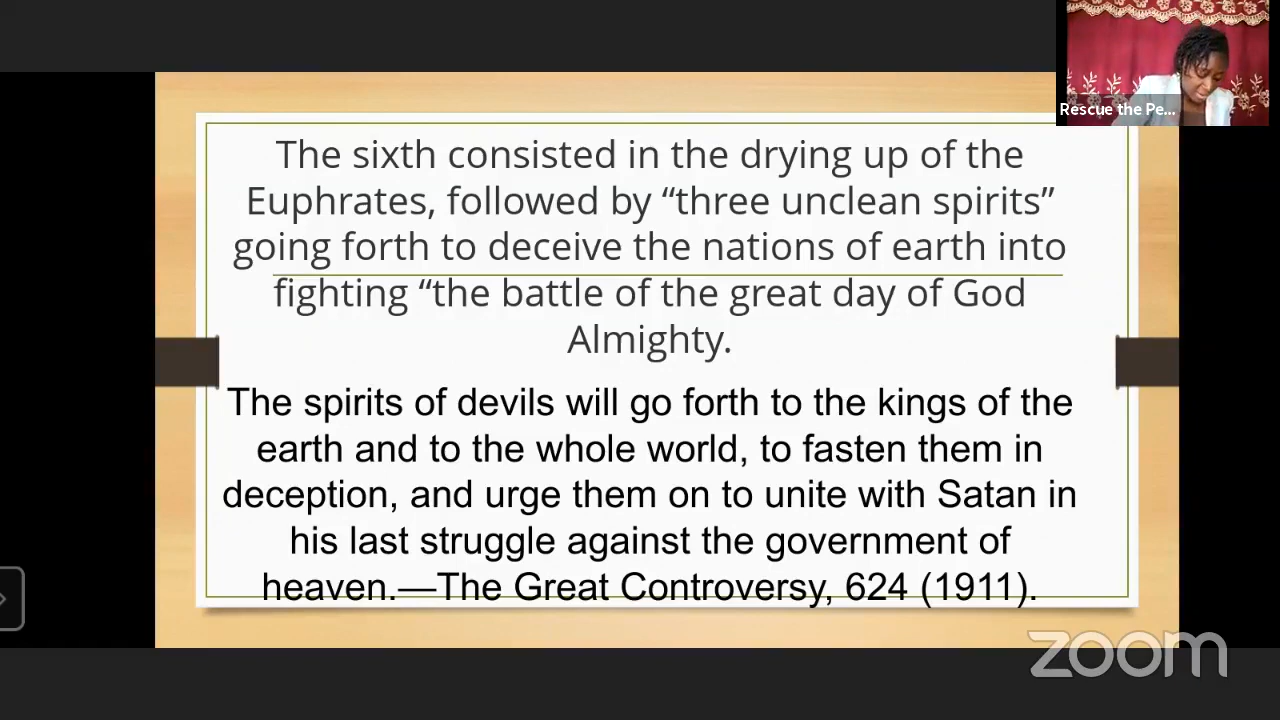 Rescue the Pe...
The sixth consisted in the drying up of the
Euphrates, followed by “three unclean spirits”
going forth to deceive the nations of earth into
fighting “the battle of the great day of God
Almighty.
The spirits of devils will go forth to the kings of the
earth and to the whole world, to fasten them in
deception, and urge them on to unite with Satan in
his last struggle against the government of
heaven.—The Great Controversy, 624 (1911).
zoom